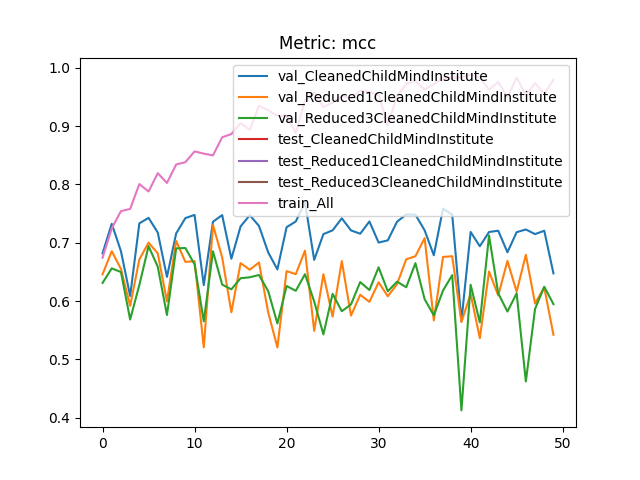 Metric: mcc
1.0
0.9
0.8
0.7
0.6
0.5
0.4
val_CleanedChildMindInstitute
val_Reduced1CleanedChildMindInstitute
val_Reduced3CleanedChildMindInstitute
test_CleanedChildMindInstitute
test_Reduced1CleanedChildMindInstitute
test_Reduced3CleanedChildMindInstitute
train_All
0 10 20 30 40 50